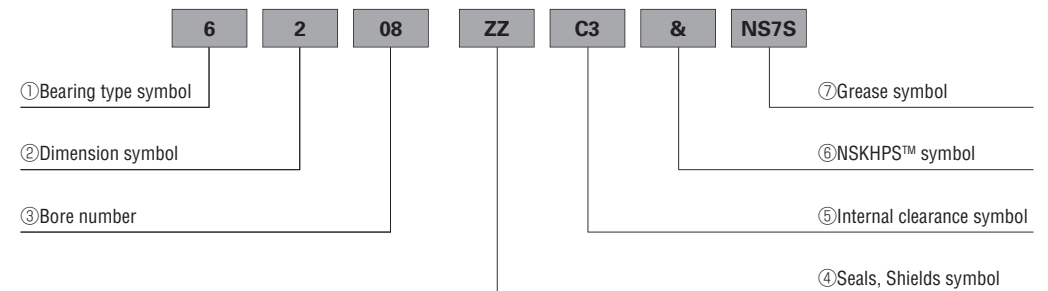 6 2 08 ZZ C3 & NS7S
①Bearing type symbol
⑦Grease symbol
②Dimension symbol
⑥NSKHPS™ symbol
③Bore number
⑤Internal clearance symbol
④Seals, Shields symbol